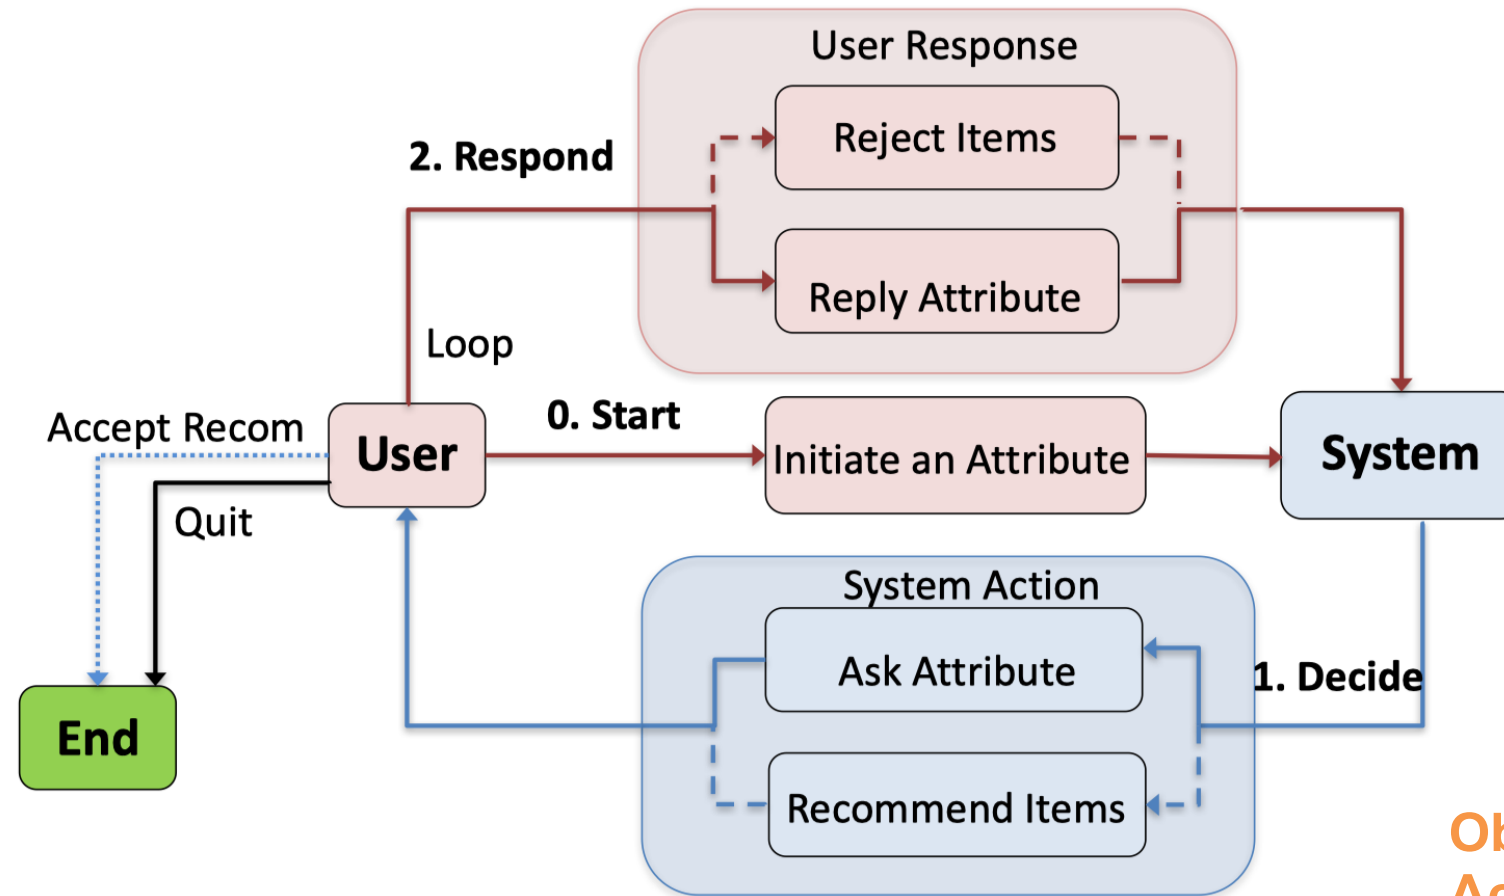 User Response
Reject Items
2. Respond
Reply Attribute
Loop
Accept Recom
0. Start
User
Initiate an Attribute
System
Quit
System Action
Ask Attribute
1. Decide
End
Recommend Items